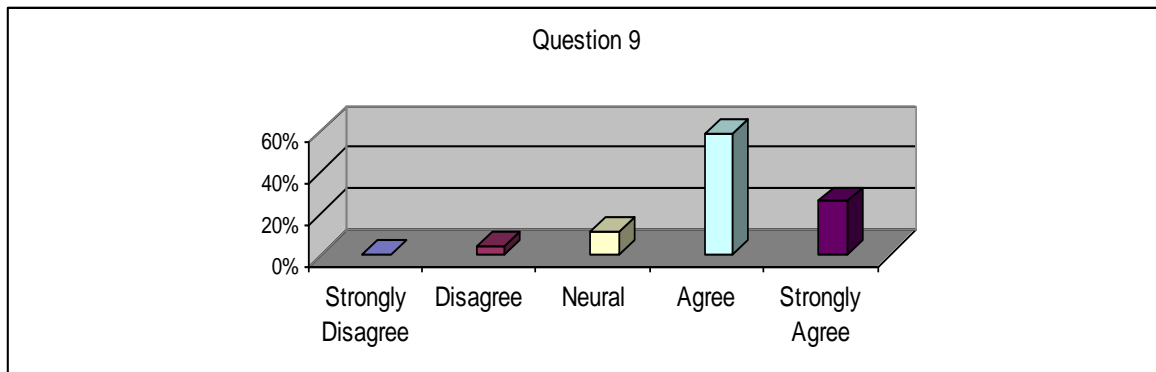 Question 9
60%
40%
20%
0%
Strongly Disagree
Disagree
Neural
Agree
Strongly Agree